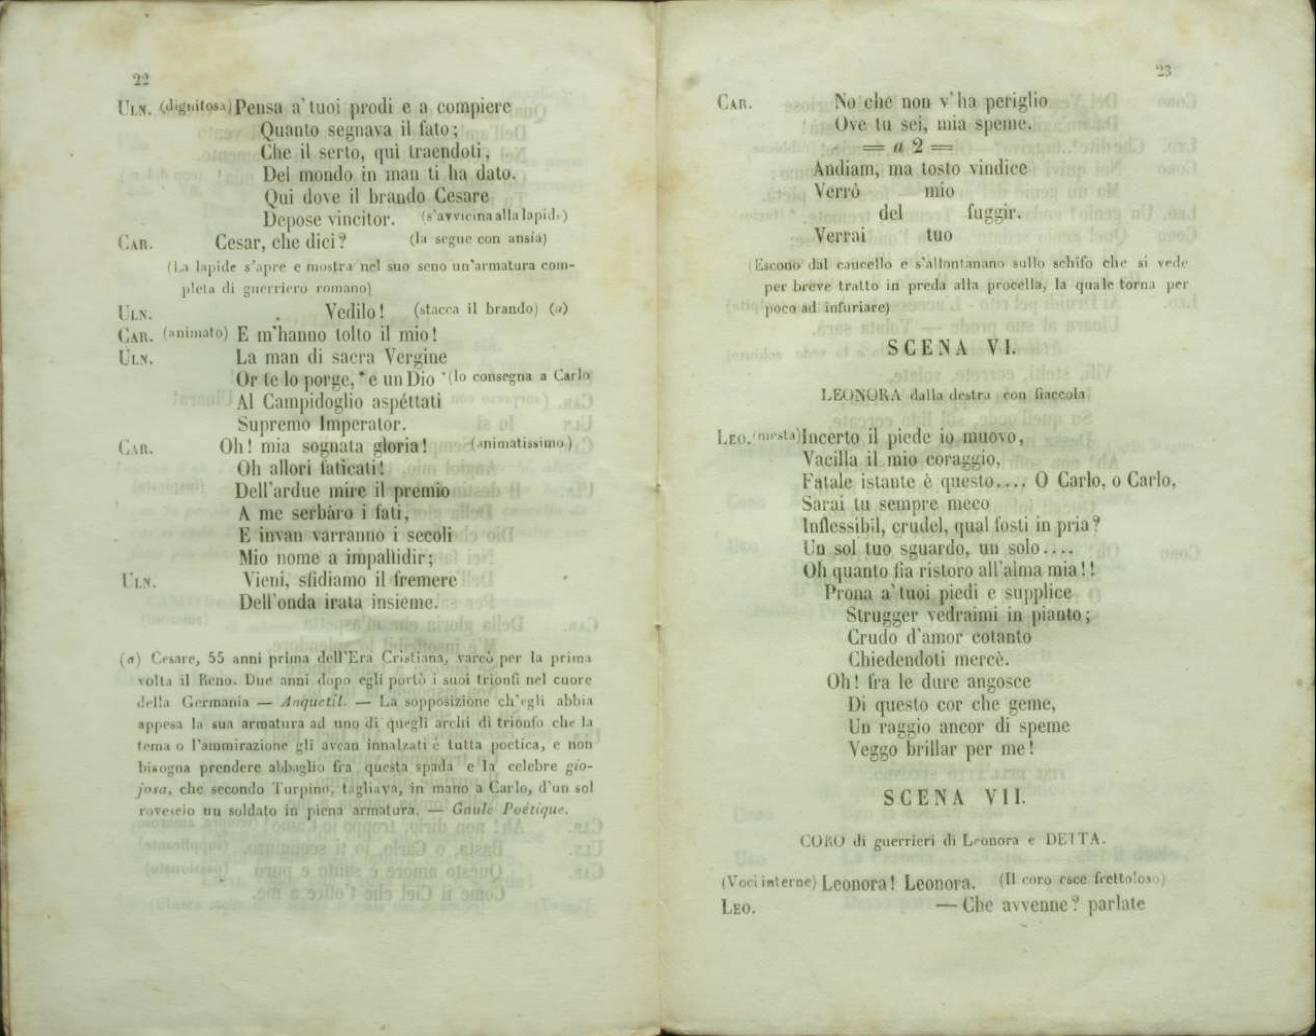 22
ULN. (dignitosa) Pensa a' tuoi prodi e a compiere
Quanto segnava il fato;
Che il serto, quì traendoti,
Del mondo in man ti ha dato.
Qui dove il brando Cesare
Depose vincitor. (s'avvicina alla lapide)
CAR. Cesar, che dici? (la segue con ansia)
(La lapide s'apre e mostra nel suo seno un'armatura com-
pleta di guerriero romano)
ULN. Vedilo! (stacca il brando) (a)
CAR. (animato) E m'hanno tolto il mio!
ULN. La man di sacra Vergine
Or te lo porge, * e un Dio *(lo consegna a Carlo
Al Campidoglio aspéttati
Supremo Imperator.
CAR. Oh! mia sognata gloria! (animatissimo)
Oh allori faticati!
Dell'ardue mire il premio
A me serbàro i fati,
E invan varranno i secoli
Mio nome a impallidir;
ULN. Vieni, sfidiamo il fremere
Dell'onda irata insieme.
(a) Cesare, 55 anni prima dell'Era Cristiana, varcò per la prima
volta il Reno. Due anni dopo egli portò i suoi trionfi nel cuore
della Germania — Anquetil. — La supposizione ch'egli abbia
appesa la sua armatura ad uno di quegli archi di trionfo che la
tema o l'ammirazione gli avean innalzati è tutta poetica, e non
bisogna prendere abbaglio fra questa spada e la celebre gio-
josa, che secondo Turpino, tagliava, in mano a Carlo, d'un sol
rovescio un soldato in piena armatura. — Gaule Poétique.
23
CAR. No che non v'ha periglio
Ove tu sei, mia speme.
= a 2 =
Andiam, ma tosto vindice
Verrò mio
del fuggir.
Verrai tuo
(Escono dal cancello e s'allontanano sullo schifo che si vede
per breve tratto in preda alla procella, la quale torna per
poco ad infuriare)
SCENA VI.
LEONORA dalla destra con fiaccola
LEO. (mesta) Incerto il piede io muovo,
Vacilla il mio coraggio,
Fatale istante è questo.... O Carlo, o Carlo,
Sarai tu sempre meco
Inflessibil, crudel, qual fosti in pria?
Un sol tuo sguardo, un solo....
Oh quanto fia ristoro all'alma mia!!
Prona a' tuoi piedi e supplice
Strugger vedraimi in pianto;
Crudo d'amor cotanto
Chiedendoti mercè.
Oh! fra le dure angosce
Di questo cor che geme,
Un raggio ancor di speme
Veggo brillar per me!
SCENA VII.
CORO di guerrieri di Leonora e DETTA.
(Voci interne) Leonora! Leonora. (Il coro esce frettoloso)
LEO. — Che avvenne? parlate